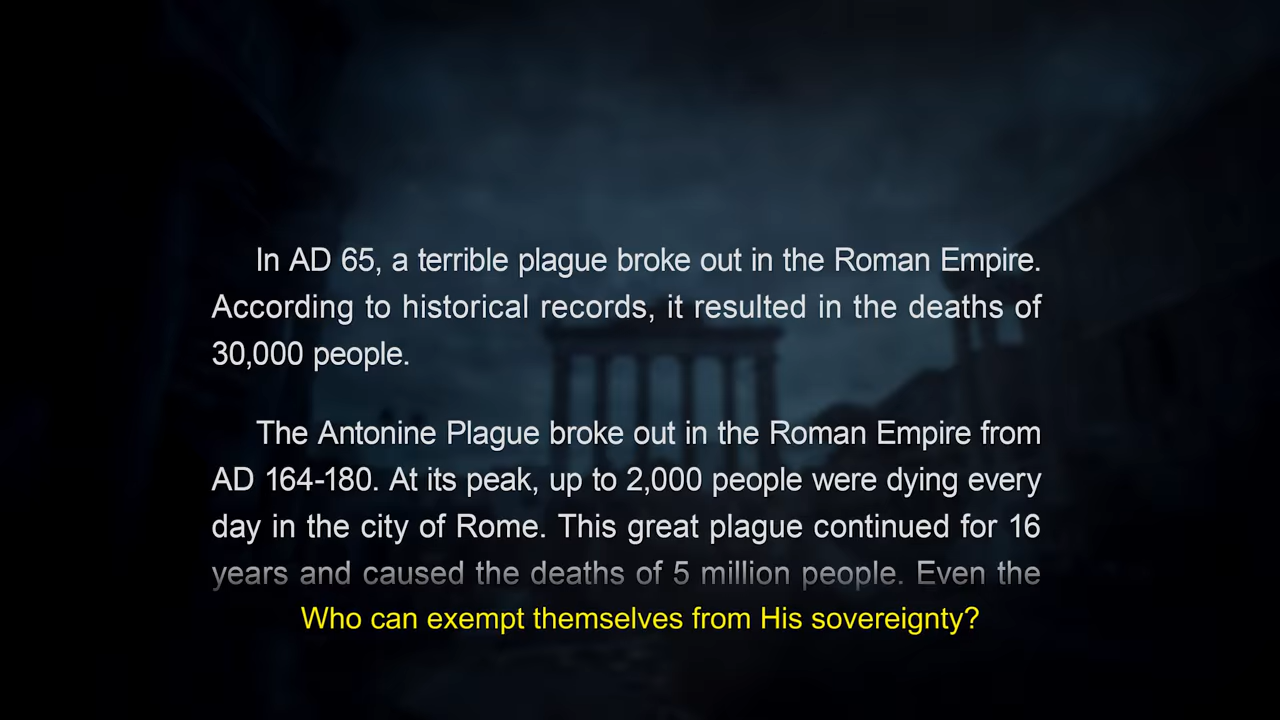 In AD 65, a terrible plague broke out in the Roman Empire.
According to historical records, it resulted in the deaths of
30,000 people.
The Antonine Plague broke out in the Roman Empire from
AD 164-180. At its peak, up to 2,000 people were dying every
day in the city of Rome. This great plague continued for 16
years and caused the deaths of 5 million people. Even the
Who can exempt themselves from His sovereignty?